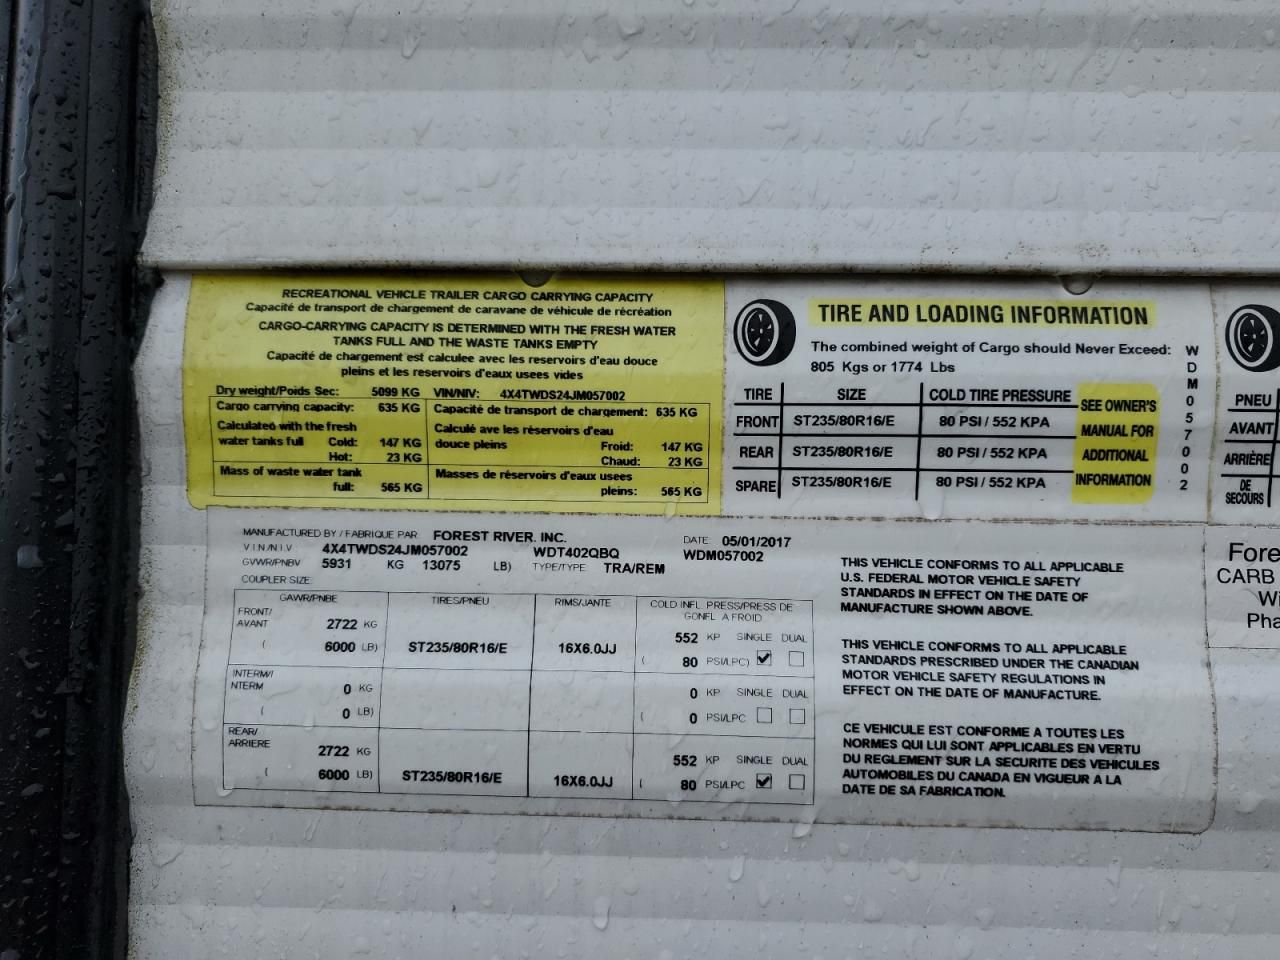 RECREATIONAL VEHICLE TRAILER CARGO CARRYING CAPACITY
Capacité de transport de chargement de caravane de véhicule de récréation
CARGO-CARRYING CAPACITY IS DETERMINED WITH THE FRESH WATER
TANKS FULL AND THE WASTE TANKS EMPTY
Capacité de chargement est calculee avec les reservoirs d'eau douce
pleins et les reservoirs d'eaux usees vides
Dry weight/Poids Sec: 5099 KG VIN/NIV: 4X4TWDS24JM057002
Cargo carrying capacity: 635 KG Capacité de transport de chargement: 635 KG
Calculated with the fresh Calculé ave les réservoirs d'eau
water tanks full Cold: 147 KG douce pleins Froid: 147 KG
Hot: 23 KG Chaud: 23 KG
Mass of waste water tank Masses de réservoirs d'eaux usees
full: 565 KG pleins: 565 KG
TIRE AND LOADING INFORMATION
The combined weight of Cargo should Never Exceed:
805 Kgs or 1774 Lbs
TIRE SIZE COLD TIRE PRESSURE
FRONT ST235/80R16/E 80 PSI / 552 KPA
REAR ST235/80R16/E 80 PSI / 552 KPA
SPARE ST235/80R16/E 80 PSI / 552 KPA
SEE OWNER'S
MANUAL FOR
ADDITIONAL
INFORMATION
WDM057002
PNEU
AVANT
ARRIÈRE
DE
SECOURS
MANUFACTURED BY / FABRIQUE PAR FOREST RIVER, INC. DATE: 05/01/2017
V.I.N./N.I.V. 4X4TWDS24JM057002 WDT402QBQ WDM057002
GVWR/PNBV 5931 KG 13075 LB) TYPE/TYPE TRA/REM
COUPLER SIZE:
GAWR/PNBE TIRES/PNEU RIMS/JANTE COLD INFL. PRESS/PRESS DE
GONFL A FROID
FRONT/
AVANT 2722 KG 552 KP SINGLE DUAL
( 6000 LB) ST235/80R16/E 16X6.0JJ ( 80 PSI/LPC)
INTERM/I
NTERM 0 KG 0 KP SINGLE DUAL
( 0 LB) ( 0 PSI/LPC
REAR/
ARRIERE 2722 KG 552 KP SINGLE DUAL
( 6000 LB) ST235/80R16/E 16X6.0JJ ( 80 PSI/LPC
THIS VEHICLE CONFORMS TO ALL APPLICABLE
U.S. FEDERAL MOTOR VEHICLE SAFETY
STANDARDS IN EFFECT ON THE DATE OF
MANUFACTURE SHOWN ABOVE.
THIS VEHICLE CONFORMS TO ALL APPLICABLE
STANDARDS PRESCRIBED UNDER THE CANADIAN
MOTOR VEHICLE SAFETY REGULATIONS IN
EFFECT ON THE DATE OF MANUFACTURE.
CE VEHICULE EST CONFORME A TOUTES LES
NORMES QUI LUI SONT APPLICABLES EN VERTU
DU REGLEMENT SUR LA SECURITE DES VEHICULES
AUTOMOBILES DU CANADA EN VIGUEUR A LA
DATE DE SA FABRICATION.
Fore
CARB
Wi
Pha